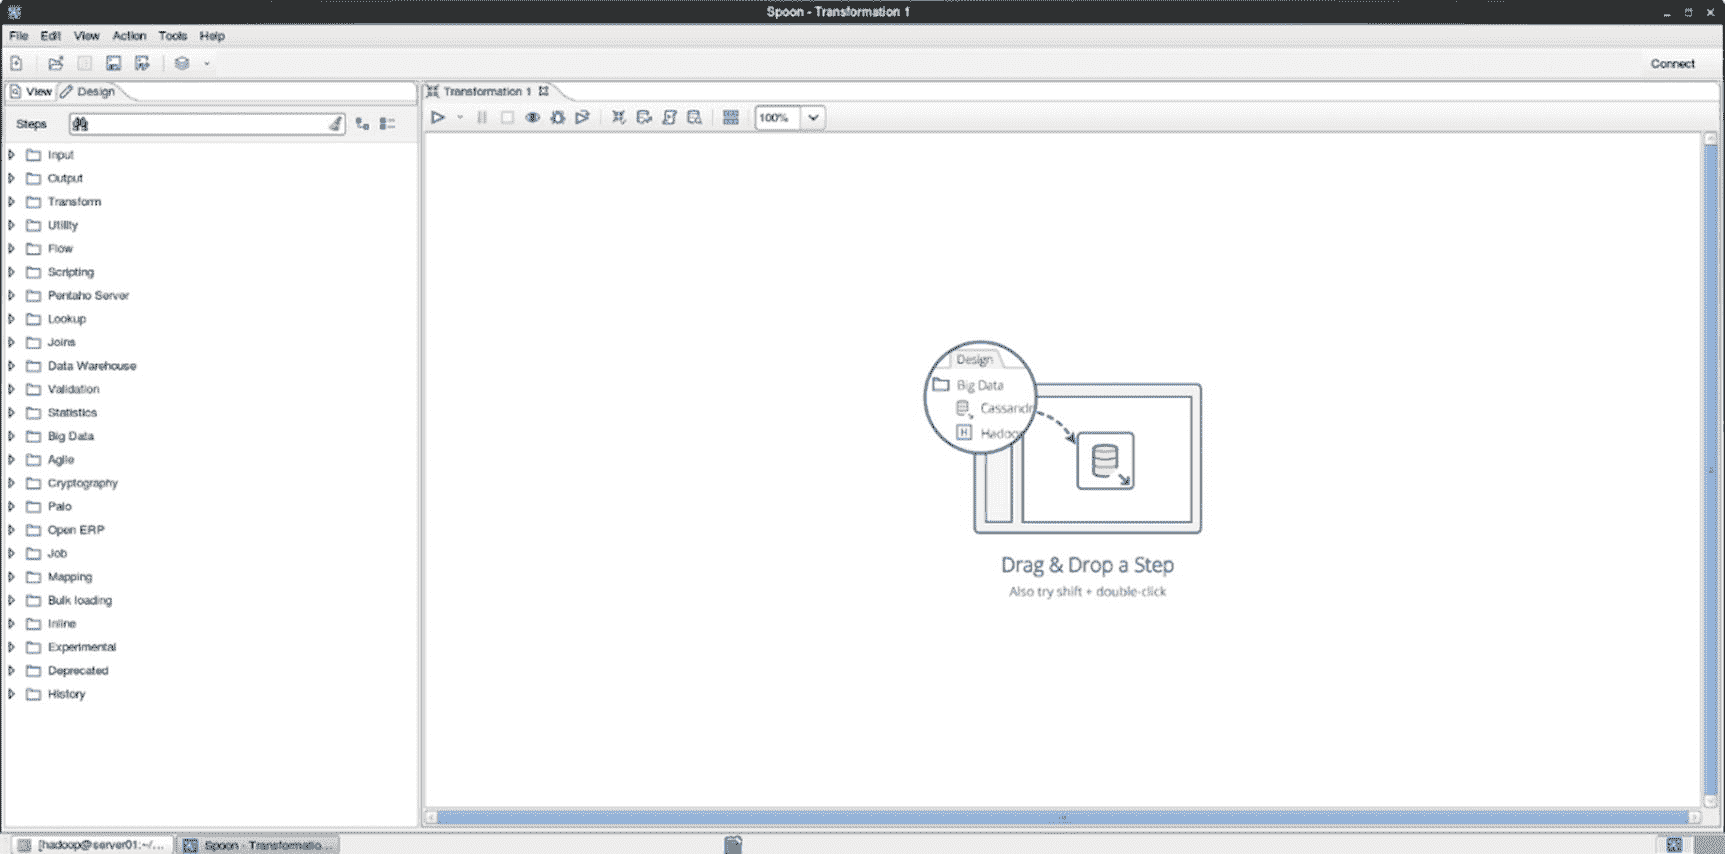 Spoon - Transformation 1
File Edit View Action Tools Help
Connect
View Design
Transformation 1
Steps
100%
Input
Output
Transform
Utility
Flow
Scripting
Pentaho Server
Lookup
Joins
Data Warehouse
Validation
Statistics
Big Data
Agile
Cryptography
Palo
Open ERP
Job
Mapping
Bulk loading
Inline
Experimental
Deprecated
History
Design
Big Data
Cassandr
H Hadoop
Drag & Drop a Step
Also try shift + double-click
[hadoop@server01:~/... Spoon - Transformatio...